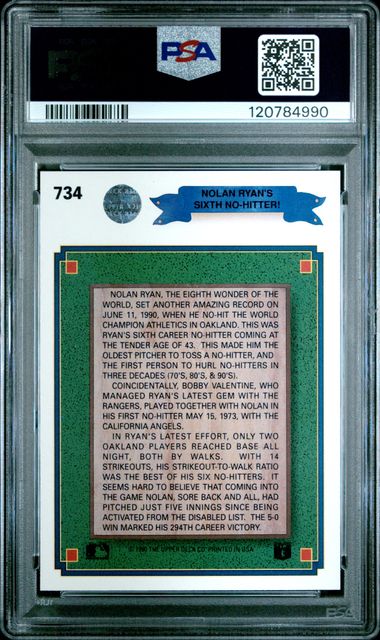 PSA
120784990
734
NOLAN RYAN'S
SIXTH NO-HITTER!
NOLAN RYAN, THE EIGHTH WONDER OF THE
WORLD, SET ANOTHER AMAZING RECORD ON
JUNE 11, 1990, WHEN HE NO-HIT THE WORLD
CHAMPION ATHLETICS IN OAKLAND. THIS WAS
RYAN'S SIXTH CAREER NO-HITTER COMING AT
THE TENDER AGE OF 43. THIS MADE HIM THE
OLDEST PITCHER TO TOSS A NO-HITTER, AND
THE FIRST PERSON TO HURL NO-HITTERS IN
THREE DECADES (70'S, 80'S, & 90'S).
COINCIDENTALLY, BOBBY VALENTINE, WHO
MANAGED RYAN'S LATEST GEM WITH THE
RANGERS, PLAYED TOGETHER WITH NOLAN IN
HIS FIRST NO-HITTER MAY 15, 1973, WITH THE
CALIFORNIA ANGELS.
IN RYAN'S LATEST EFFORT, ONLY TWO
OAKLAND PLAYERS REACHED BASE ALL
NIGHT, BOTH BY WALKS. WITH 14
STRIKEOUTS, HIS STRIKEOUT-TO-WALK RATIO
WAS THE BEST OF HIS SIX NO-HITTERS. IT
SEEMS HARD TO BELIEVE THAT COMING INTO
THE GAME NOLAN, SORE BACK AND ALL, HAD
PITCHED JUST FIVE INNINGS SINCE BEING
ACTIVATED FROM THE DISABLED LIST. THE 5-0
WIN MARKED HIS 294TH CAREER VICTORY.
© 1990 THE UPPER DECK CO. PRINTED IN USA